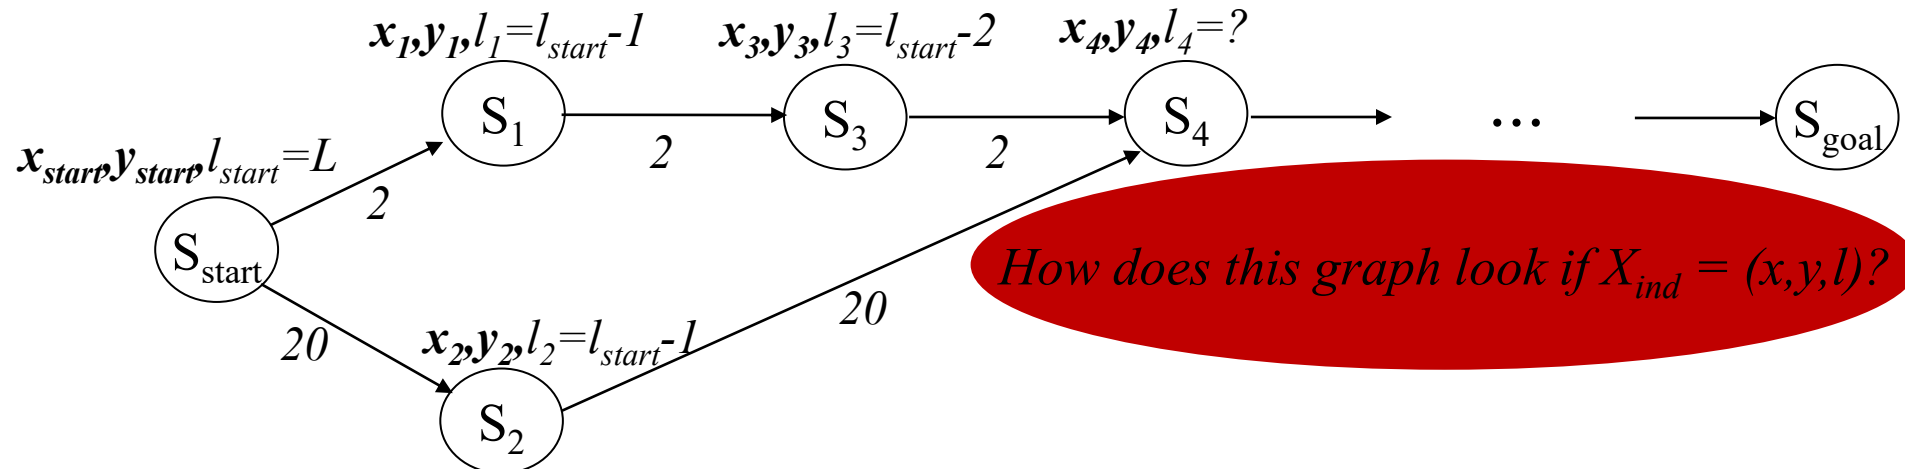 x1,y1,l1=lstart-1
x3,y3,l3=lstart-2
x4,y4,l4=?
S1
S3
S4
...
Sgoal
2
2
xstart,ystart,lstart=L
2
Sstart
How does this graph look if Xind = (x,y,l)?
20
20
x2,y2,l2=lstart-1
S2